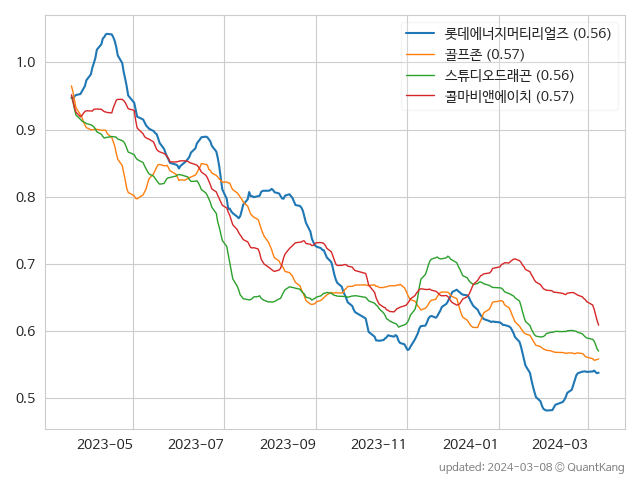 롯데에너지머티리얼즈 (0.56)
골프존 (0.57)
스튜디오드래곤 (0.56)
콜마비앤에이치 (0.57)
1.0
0.9
0.8
0.7
0.6
0.5
2023-05 2023-07 2023-09 2023-11 2024-01 2024-03
updated: 2024-03-08 © QuantKang